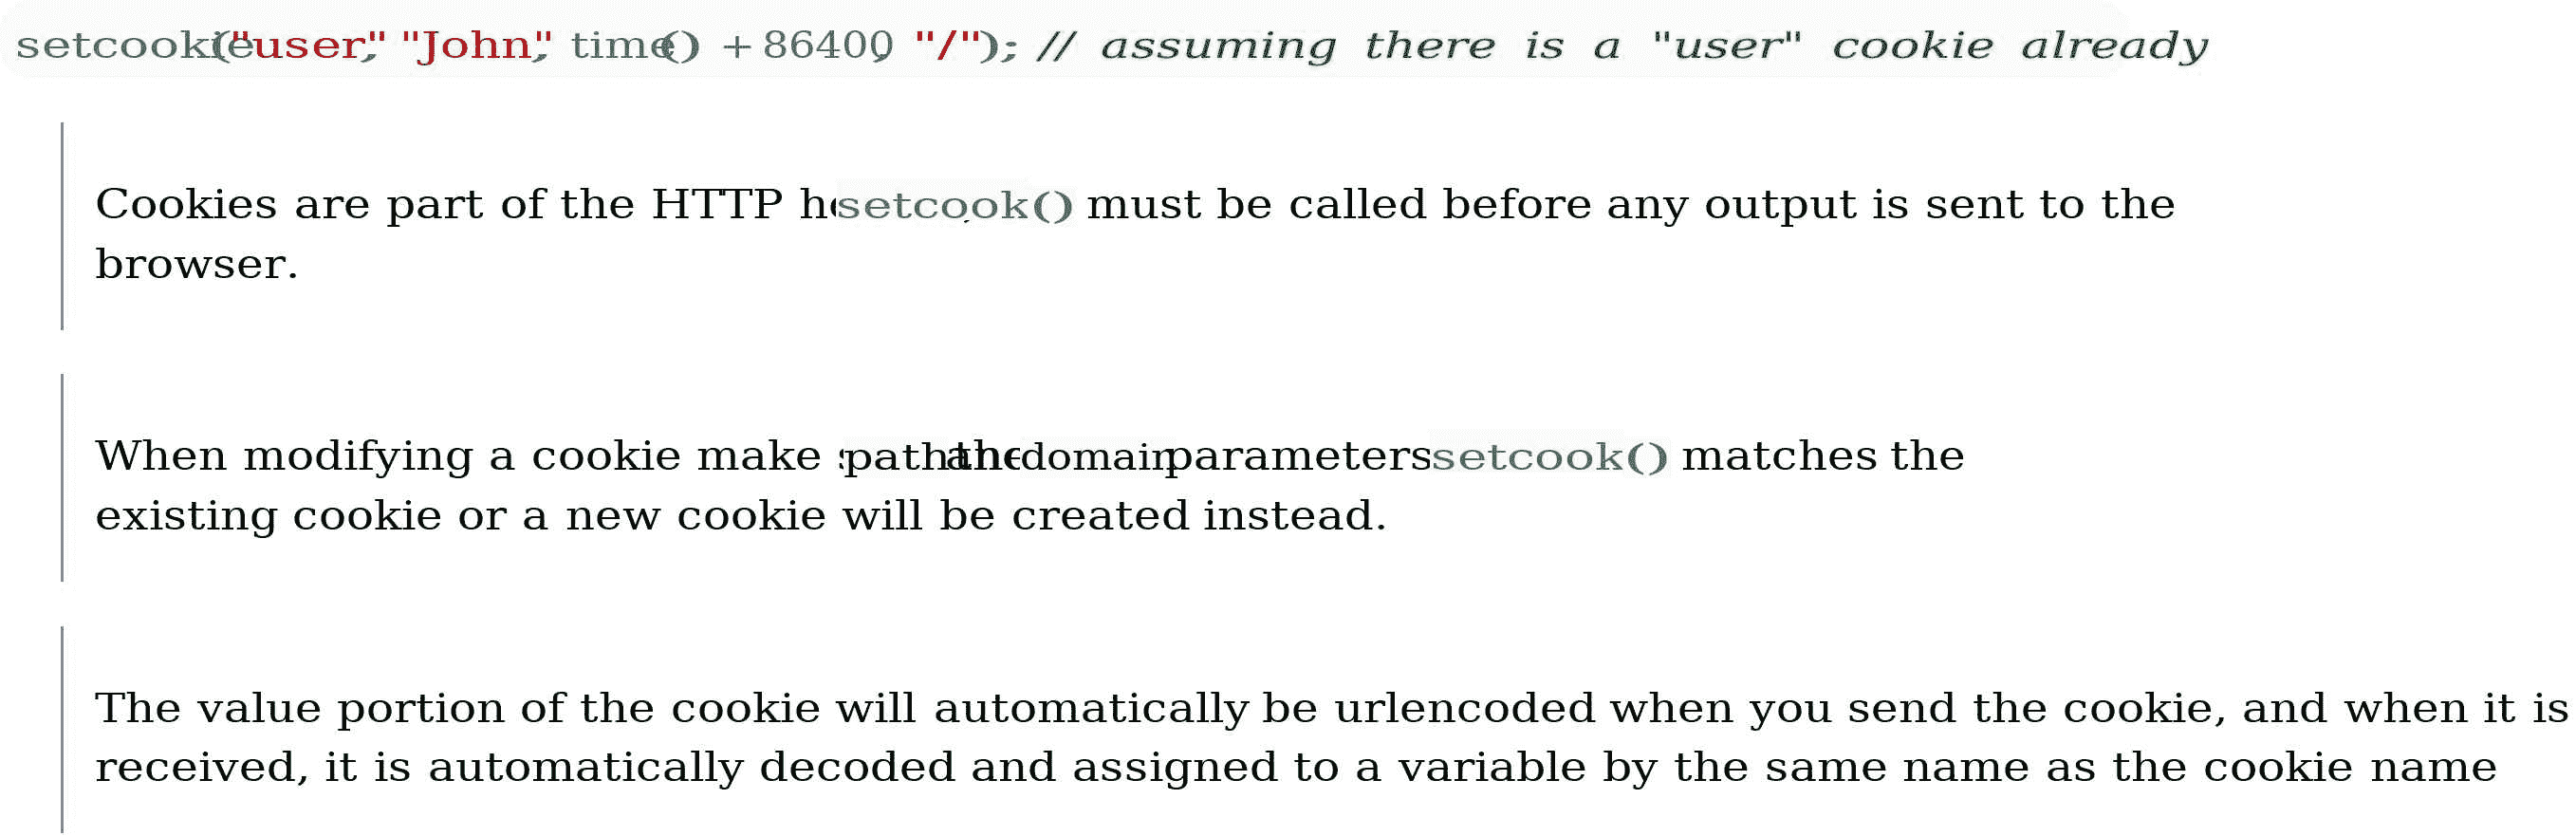 setcookie("user", "John", time() + 86400, "/"); // assuming there is a "user" cookie already
Cookies are part of the HTTP setcook() must be called before any output is sent to the
browser.
When modifying a cookie make path and domain parameters setcook() matches the
existing cookie or a new cookie will be created instead.
The value portion of the cookie will automatically be urlencoded when you send the cookie, and when it is
received, it is automatically decoded and assigned to a variable by the same name as the cookie name